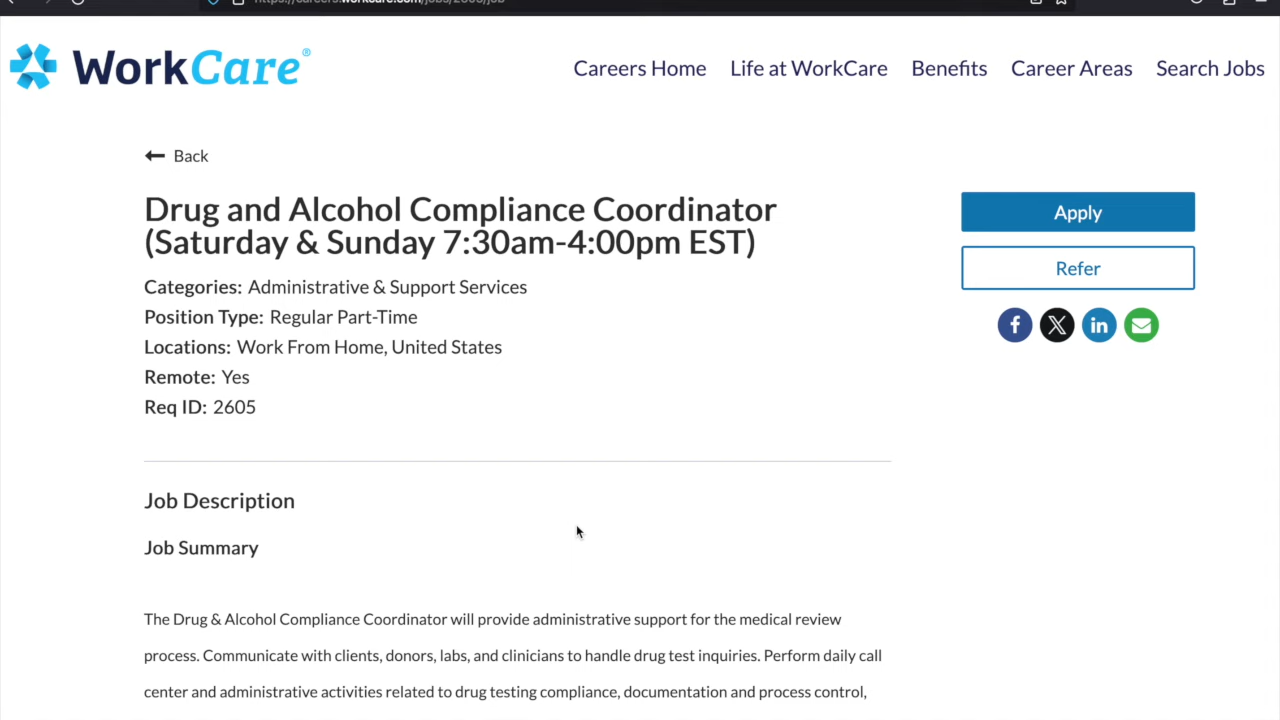 WorkCare®
Careers Home Life at WorkCare Benefits Career Areas Search Jobs
Back
Drug and Alcohol Compliance Coordinator
(Saturday & Sunday 7:30am-4:00pm EST)
Apply
Refer
Categories: Administrative & Support Services
Position Type: Regular Part-Time
Locations: Work From Home, United States
Remote: Yes
Req ID: 2605
Job Description
Job Summary
The Drug & Alcohol Compliance Coordinator will provide administrative support for the medical review
process. Communicate with clients, donors, labs, and clinicians to handle drug test inquiries. Perform daily call
center and administrative activities related to drug testing compliance, documentation and process control,